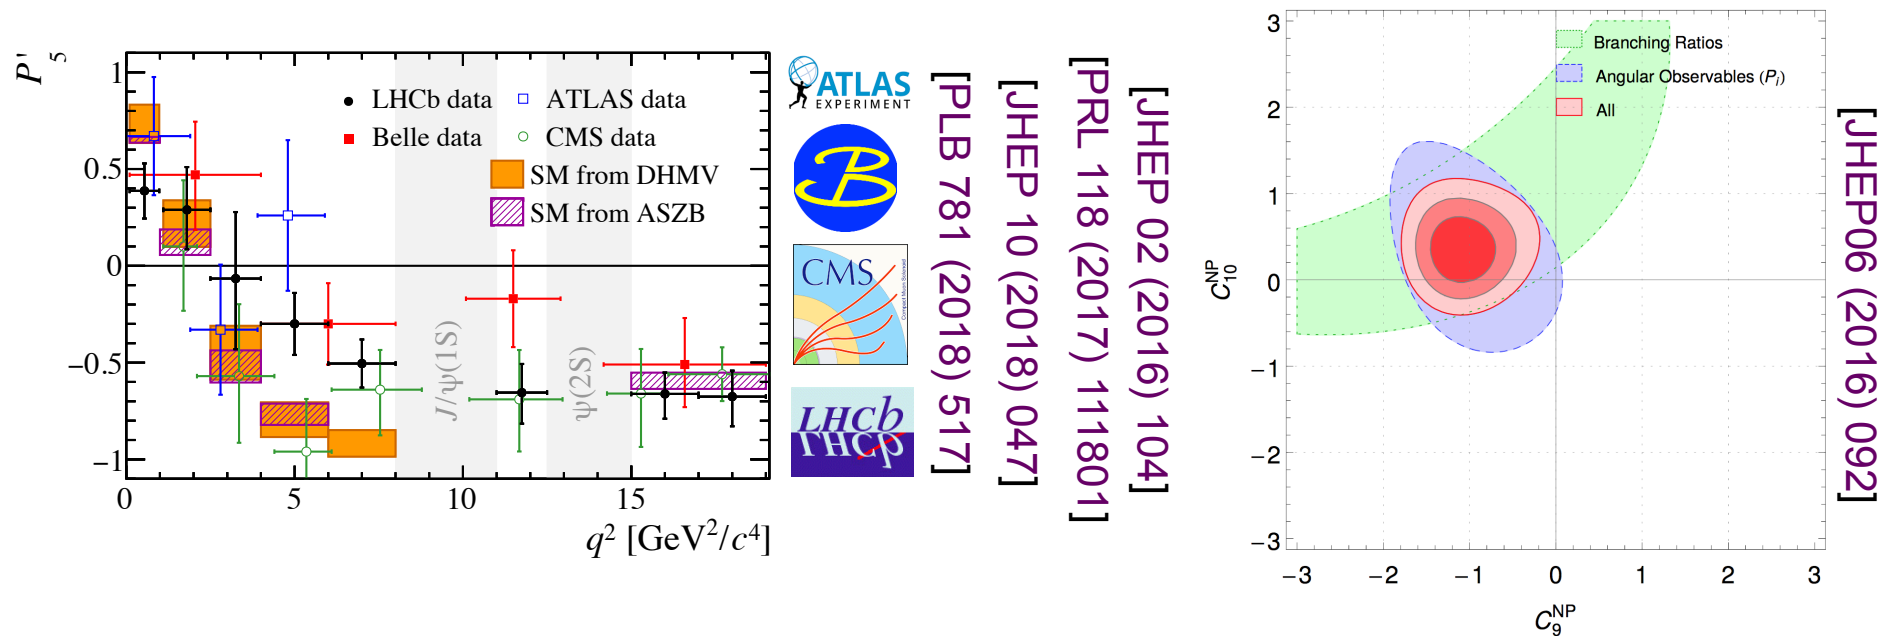 P'5
1
0.5
0
−0.5
−1
LHCb data
Belle data
ATLAS data
CMS data
SM from DHMV
SM from ASZB
J/ψ(1S)
ψ(2S)
0 5 10 15
q² [GeV²/c⁴]
ATLAS
EXPERIMENT
B
CMS
Compact Muon Solenoid
LHCb
LHCb
[PLB 781 (2018) 517]
[JHEP 10 (2018) 047]
[PRL 118 (2017) 111801]
[JHEP 02 (2016) 104]
3
2
1
0
−1
−2
−3
C₁₀ᴺᴾ
Branching Ratios
Angular Observables (Pᵢ)
All
−3 −2 −1 0 1 2 3
C₉ᴺᴾ
[JHEP06 (2016) 092]